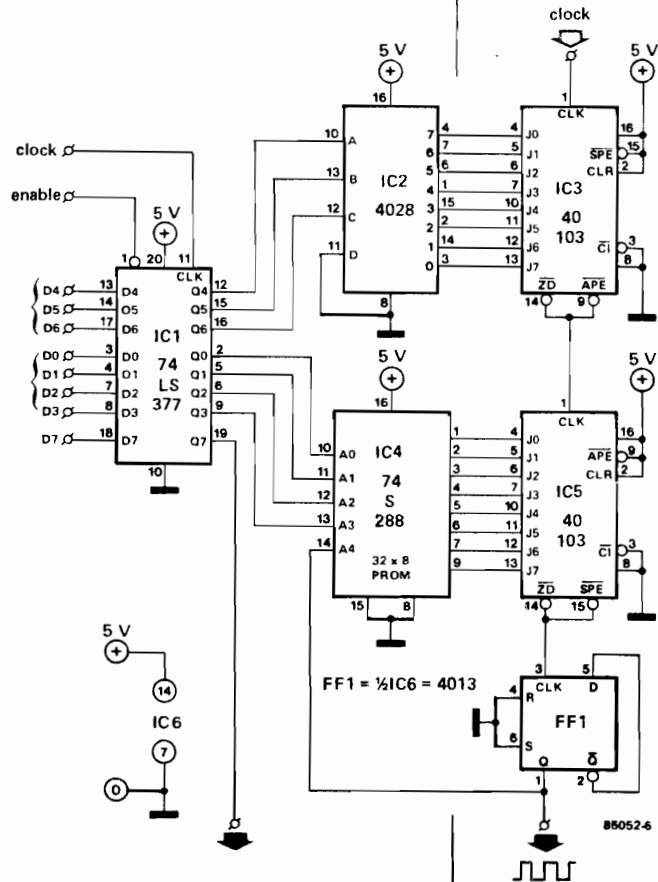 clock
5 V
5 V
16
1
CLK
10 A
13 B
12 C
11 D
IC2
4028
7 4
6 7
5 6
4 1
3 15
2 2
1 14
0 3
8
4 J0
5 J1
6 J2
7 J3
10 J4
11 J5
12 J6
13 J7
IC3
40
103
16
SPE 15
CLR 2
CI 3
8
ZD APE
14 9
clock
enable
5 V
1 20 11
CLK
D4 13 D4
D5 14 O5
D6 17 D6
D0 3 D0
D1 4 D1
D2 7 D2
D3 8 D3
D7 18 D7
IC1
74
LS
377
Q4 12
Q5 15
Q6 16
Q0 2
Q1 5
Q2 6
Q3 9
Q7 19
10
5 V
16
10 A0
11 A1
12 A2
13 A3
14 A4
IC4
74
S
288
32 x 8
PROM
15 8
1 4 J0
2 5 J1
3 6 J2
4 7 J3
5 10 J4
6 11 J5
7 12 J6
9 13 J7
5 V
1
CLK
IC5
40
103
16
APE 9
CLR 2
CI 3
8
ZD SPE
14 15
5 V
14
IC6
7
0
FF1 = ½IC6 = 4013
3 5
CLK D
4 R
6 S
FF1
Q Q
1 2
85052-6